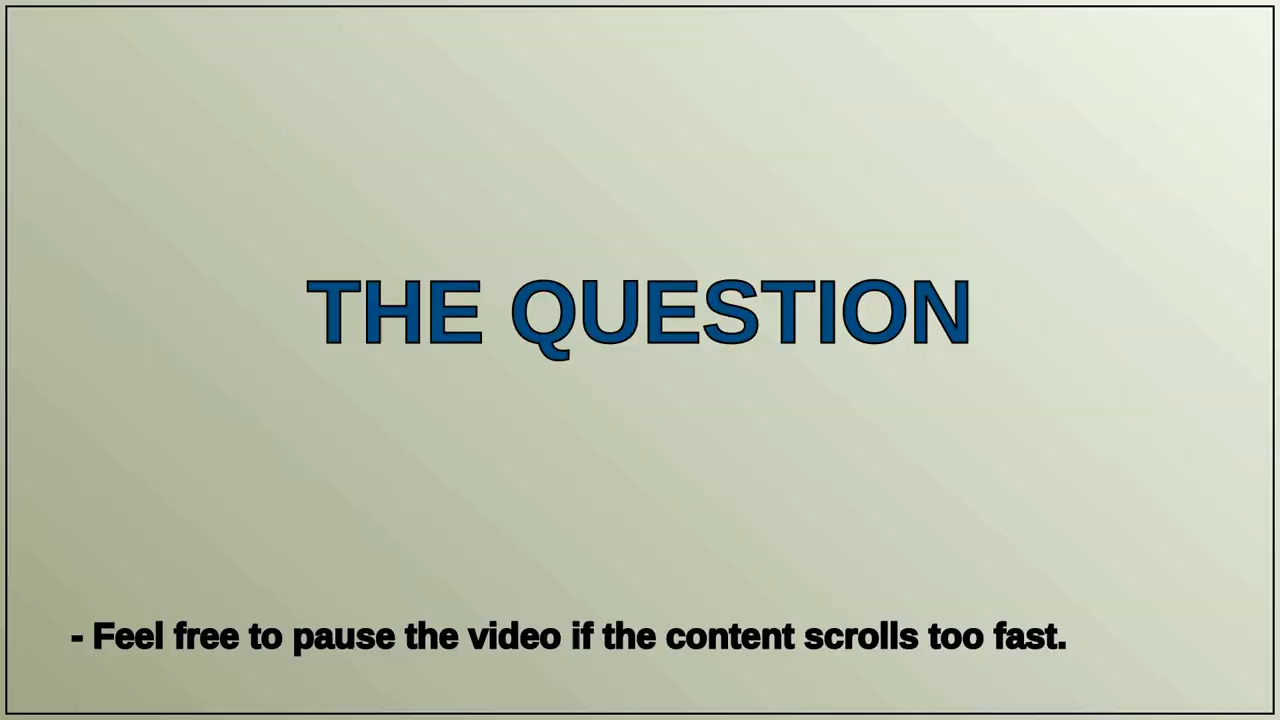 THE QUESTION
- Feel free to pause the video if the content scrolls too fast.